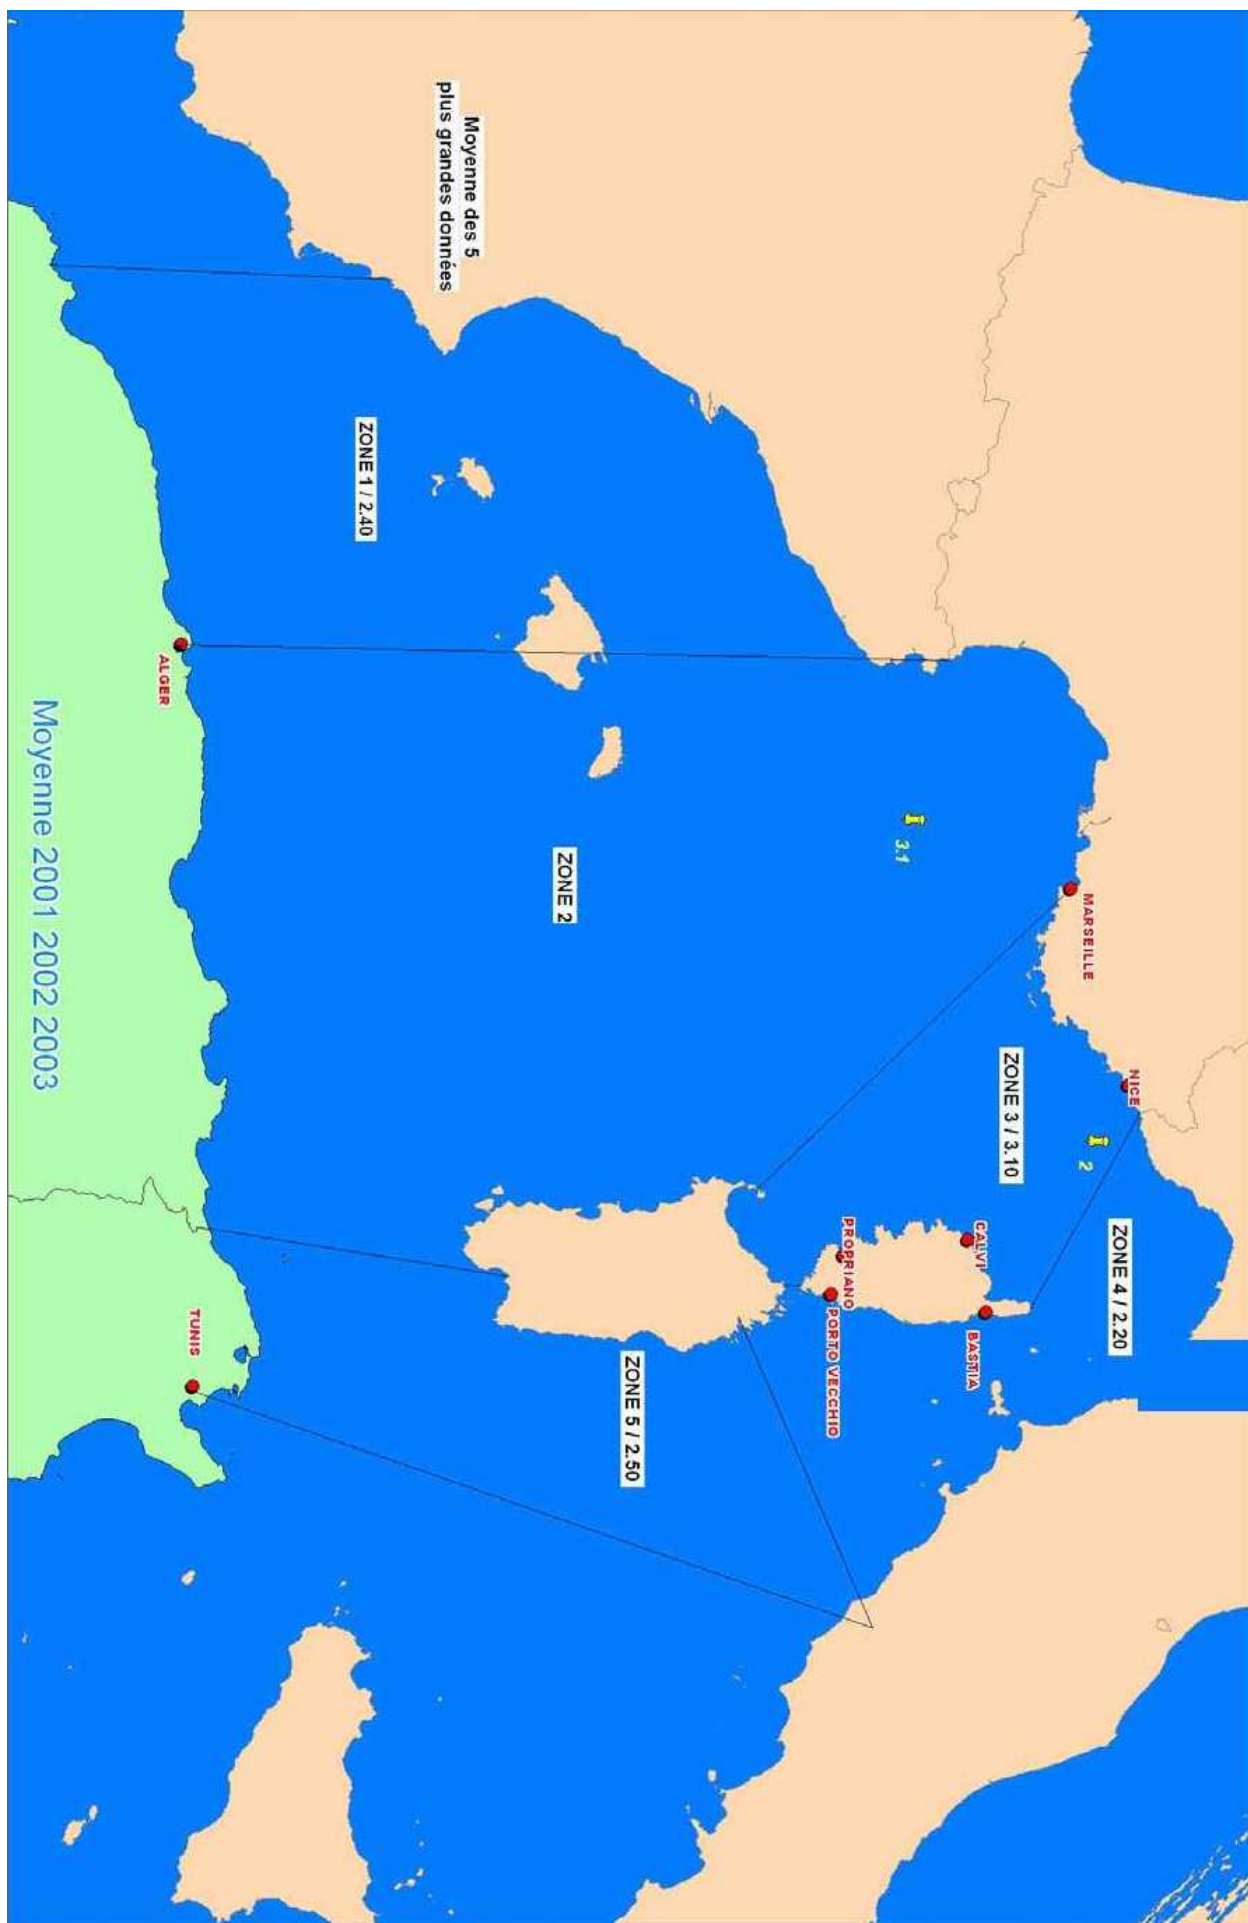 Moyenne des 5
plus grandes données
MARSEILLE
NICE
3.1
2
ZONE 3 / 3.10
ZONE 4 / 2.20
CALVI
BASTIA
PROPRIANO
PORTO VECCHIO
ZONE 1 / 2.40
ZONE 2
ZONE 5 / 2.50
ALGER
TUNIS
Moyenne 2001 2002 2003